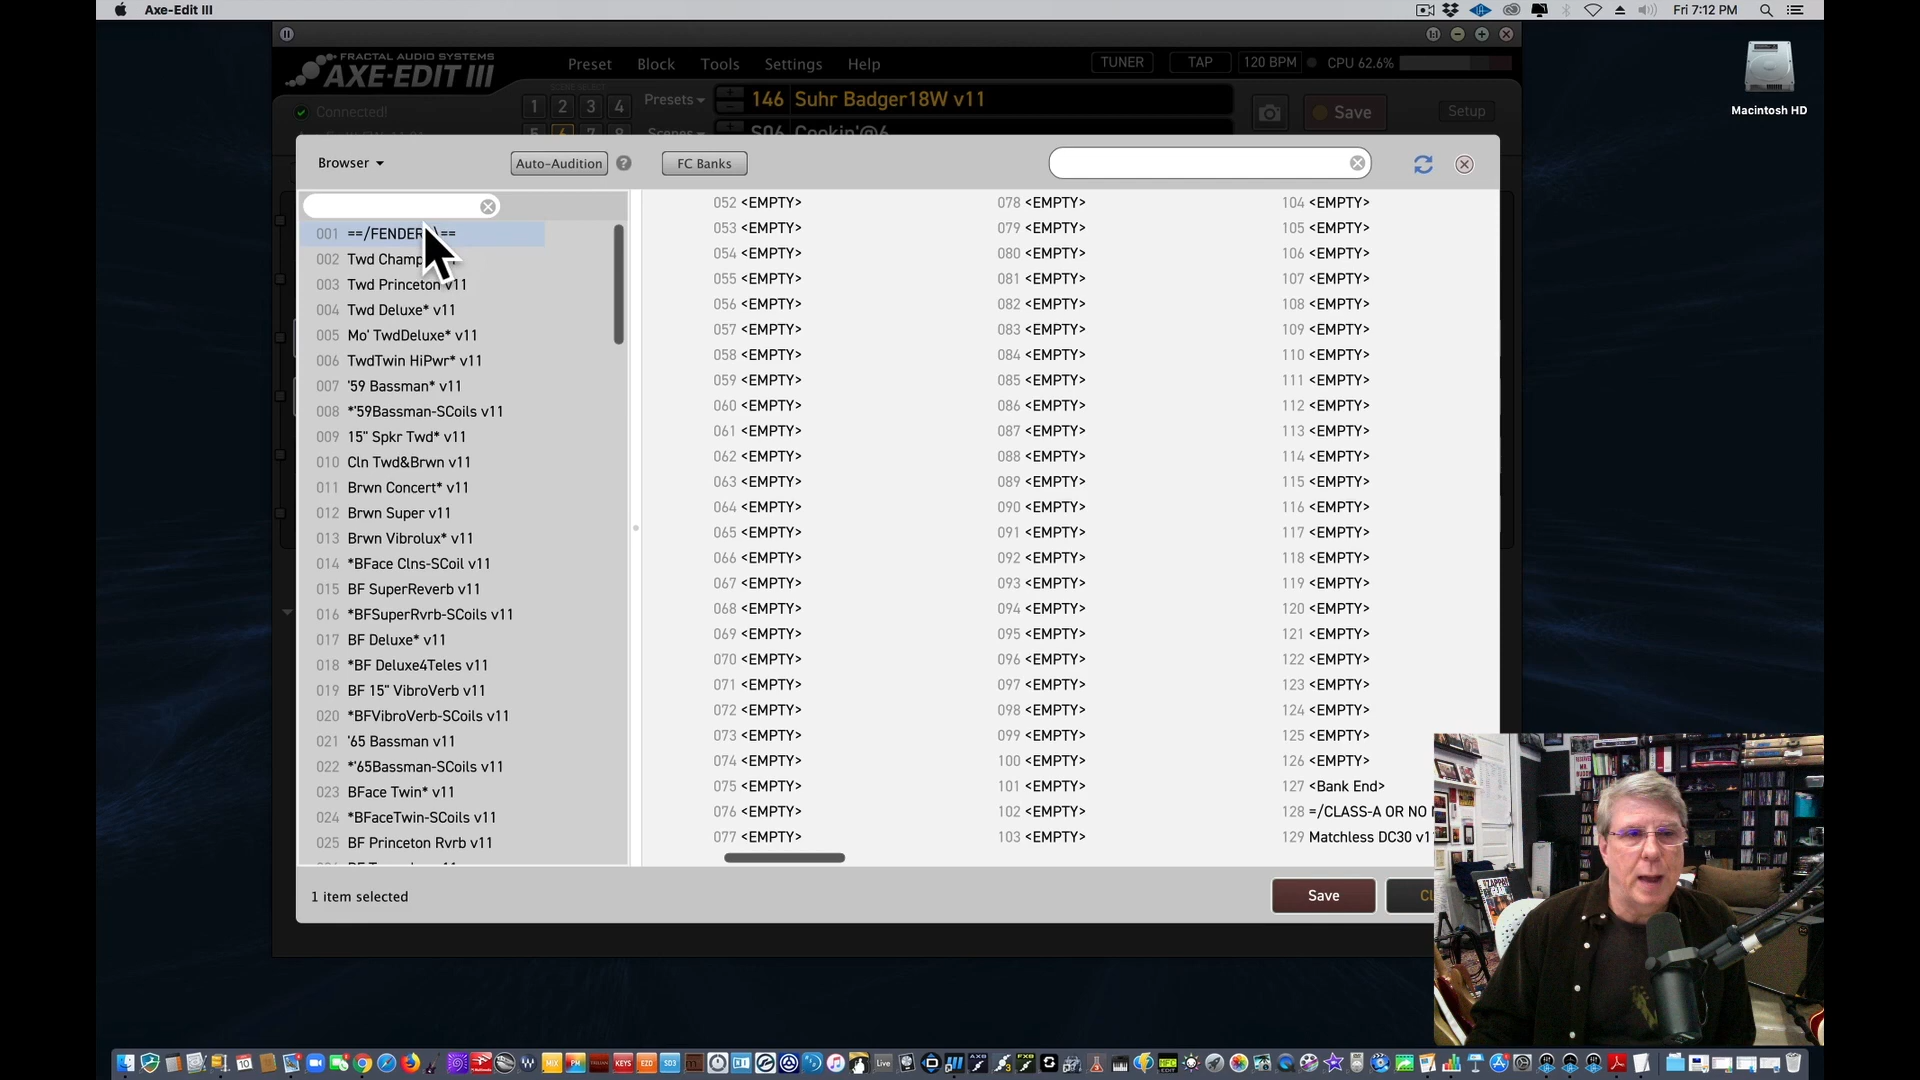 Axe-Edit III
Fri 7:12 PM
FRACTAL AUDIO SYSTEMS
AXE-EDIT III
Preset
Block
Tools
Settings
Help
TUNER
TAP
120 BPM
CPU 62.6%
Connected!
1 2 3 4
Presets
146 Suhr Badger18W v11
Save
Setup
Scenes
S06 Cookin'@6
Macintosh HD
Browser
Auto-Audition
?
FC Banks
001 ==/FENDER
002 Twd Champ
003 Twd Princeton v11
004 Twd Deluxe* v11
005 Mo' TwdDeluxe* v11
006 TwdTwin HiPwr* v11
007 '59 Bassman* v11
008 *'59Bassman-SCoils v11
009 15" Spkr Twd* v11
010 Cln Twd&Brwn v11
011 Brwn Concert* v11
012 Brwn Super v11
013 Brwn Vibrolux* v11
014 *BFace Clns-SCoil v11
015 BF SuperReverb v11
016 *BFSuperRvrb-SCoils v11
017 BF Deluxe* v11
018 *BF Deluxe4Teles v11
019 BF 15" VibroVerb v11
020 *BFVibroVerb-SCoils v11
021 '65 Bassman v11
022 *'65Bassman-SCoils v11
023 BFace Twin* v11
024 *BFaceTwin-SCoils v11
025 BF Princeton Rvrb v11
052 <EMPTY>
053 <EMPTY>
054 <EMPTY>
055 <EMPTY>
056 <EMPTY>
057 <EMPTY>
058 <EMPTY>
059 <EMPTY>
060 <EMPTY>
061 <EMPTY>
062 <EMPTY>
063 <EMPTY>
064 <EMPTY>
065 <EMPTY>
066 <EMPTY>
067 <EMPTY>
068 <EMPTY>
069 <EMPTY>
070 <EMPTY>
071 <EMPTY>
072 <EMPTY>
073 <EMPTY>
074 <EMPTY>
075 <EMPTY>
076 <EMPTY>
077 <EMPTY>
078 <EMPTY>
079 <EMPTY>
080 <EMPTY>
081 <EMPTY>
082 <EMPTY>
083 <EMPTY>
084 <EMPTY>
085 <EMPTY>
086 <EMPTY>
087 <EMPTY>
088 <EMPTY>
089 <EMPTY>
090 <EMPTY>
091 <EMPTY>
092 <EMPTY>
093 <EMPTY>
094 <EMPTY>
095 <EMPTY>
096 <EMPTY>
097 <EMPTY>
098 <EMPTY>
099 <EMPTY>
100 <EMPTY>
101 <EMPTY>
102 <EMPTY>
103 <EMPTY>
104 <EMPTY>
105 <EMPTY>
106 <EMPTY>
107 <EMPTY>
108 <EMPTY>
109 <EMPTY>
110 <EMPTY>
111 <EMPTY>
112 <EMPTY>
113 <EMPTY>
114 <EMPTY>
115 <EMPTY>
116 <EMPTY>
117 <EMPTY>
118 <EMPTY>
119 <EMPTY>
120 <EMPTY>
121 <EMPTY>
122 <EMPTY>
123 <EMPTY>
124 <EMPTY>
125 <EMPTY>
126 <EMPTY>
127 <Bank End>
128 =/CLASS-A OR NO
129 Matchless DC30 v11
1 item selected
Save
ZAPPA
MIX
KEYS
EZD
SD3
Live